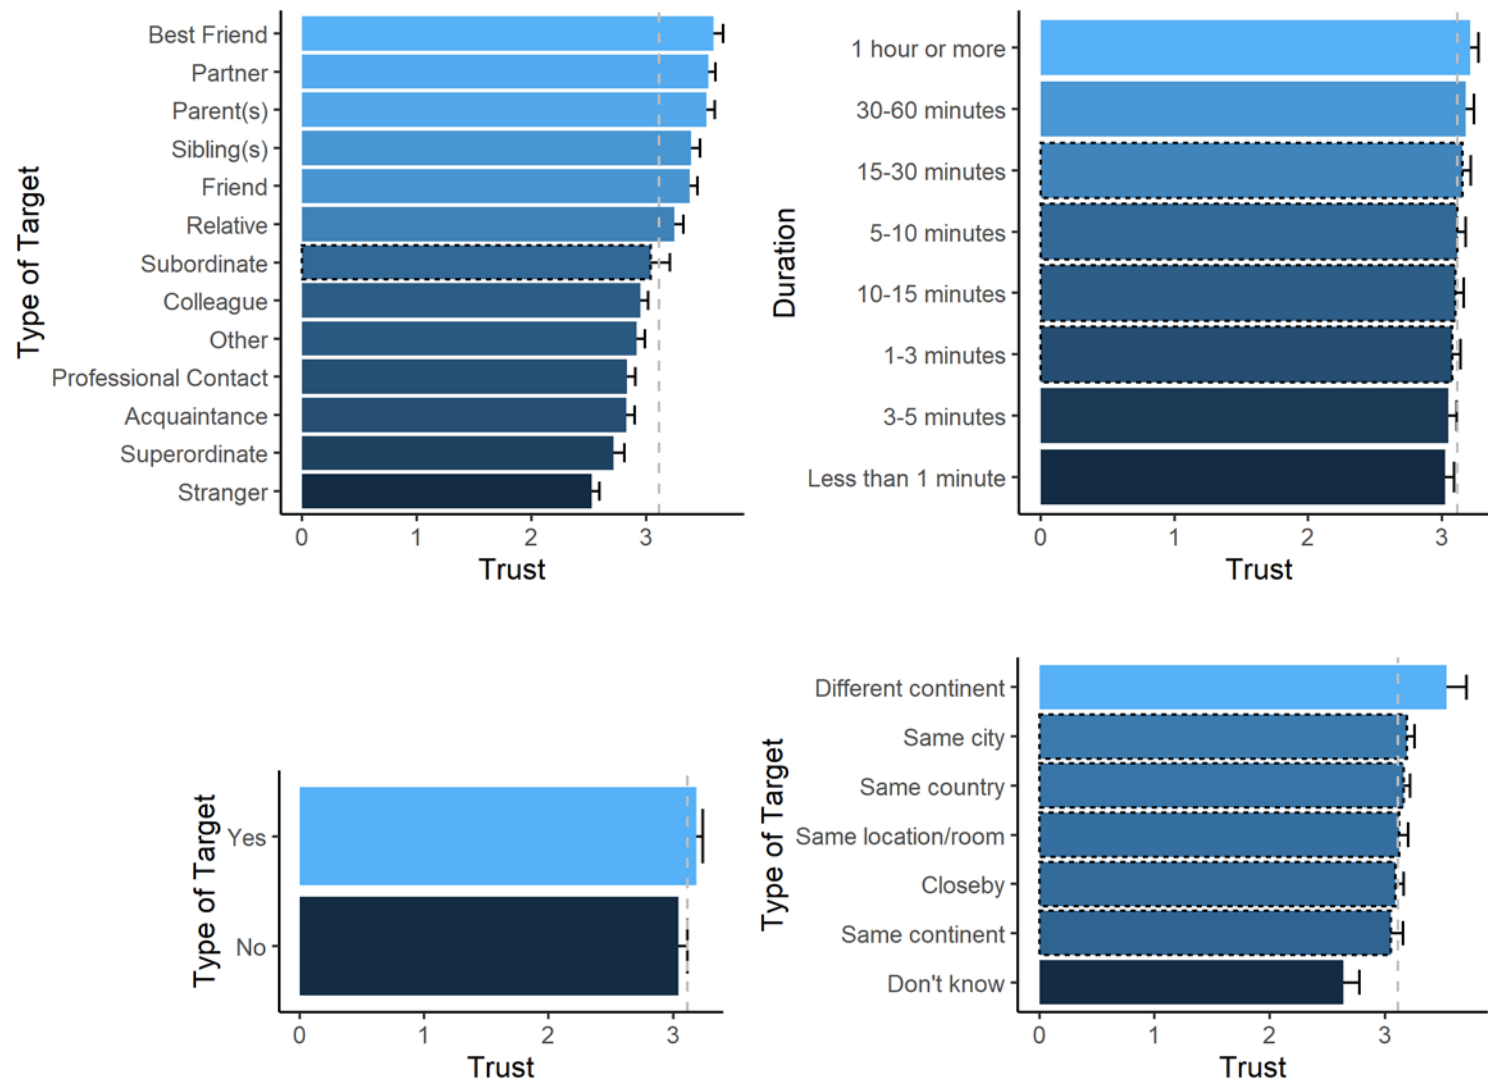 Type of Target
Best Friend
Partner
Parent(s)
Sibling(s)
Friend
Relative
Subordinate
Colleague
Other
Professional Contact
Acquaintance
Superordinate
Stranger
0 1 2 3
Trust
Duration
1 hour or more
30-60 minutes
15-30 minutes
5-10 minutes
10-15 minutes
1-3 minutes
3-5 minutes
Less than 1 minute
0 1 2 3
Trust
Type of Target
Yes
No
0 1 2 3
Trust
Type of Target
Different continent
Same city
Same country
Same location/room
Closeby
Same continent
Don't know
0 1 2 3
Trust